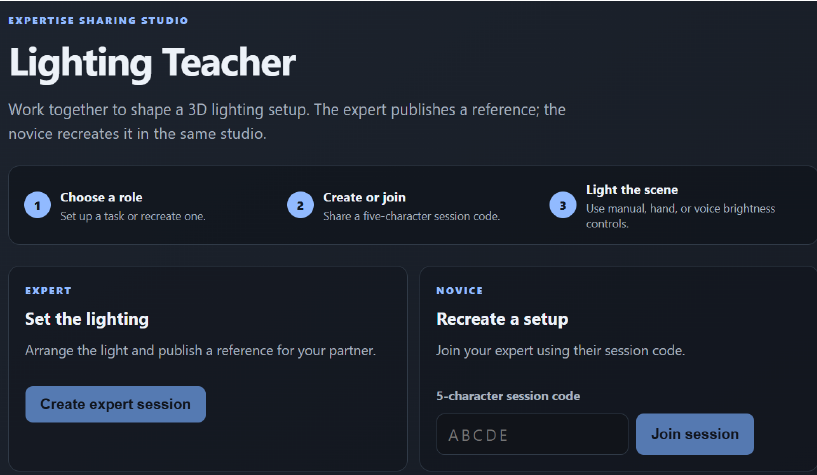 EXPERTISE SHARING STUDIO
Lighting Teacher
Work together to shape a 3D lighting setup. The expert publishes a reference; the
novice recreates it in the same studio.
1
Choose a role
Set up a task or recreate one.
2
Create or join
Share a five-character session code.
3
Light the scene
Use manual, hand, or voice brightness
controls.
EXPERT
Set the lighting
Arrange the light and publish a reference for your partner.
Create expert session
NOVICE
Recreate a setup
Join your expert using their session code.
5-character session code
ABCDE
Join session